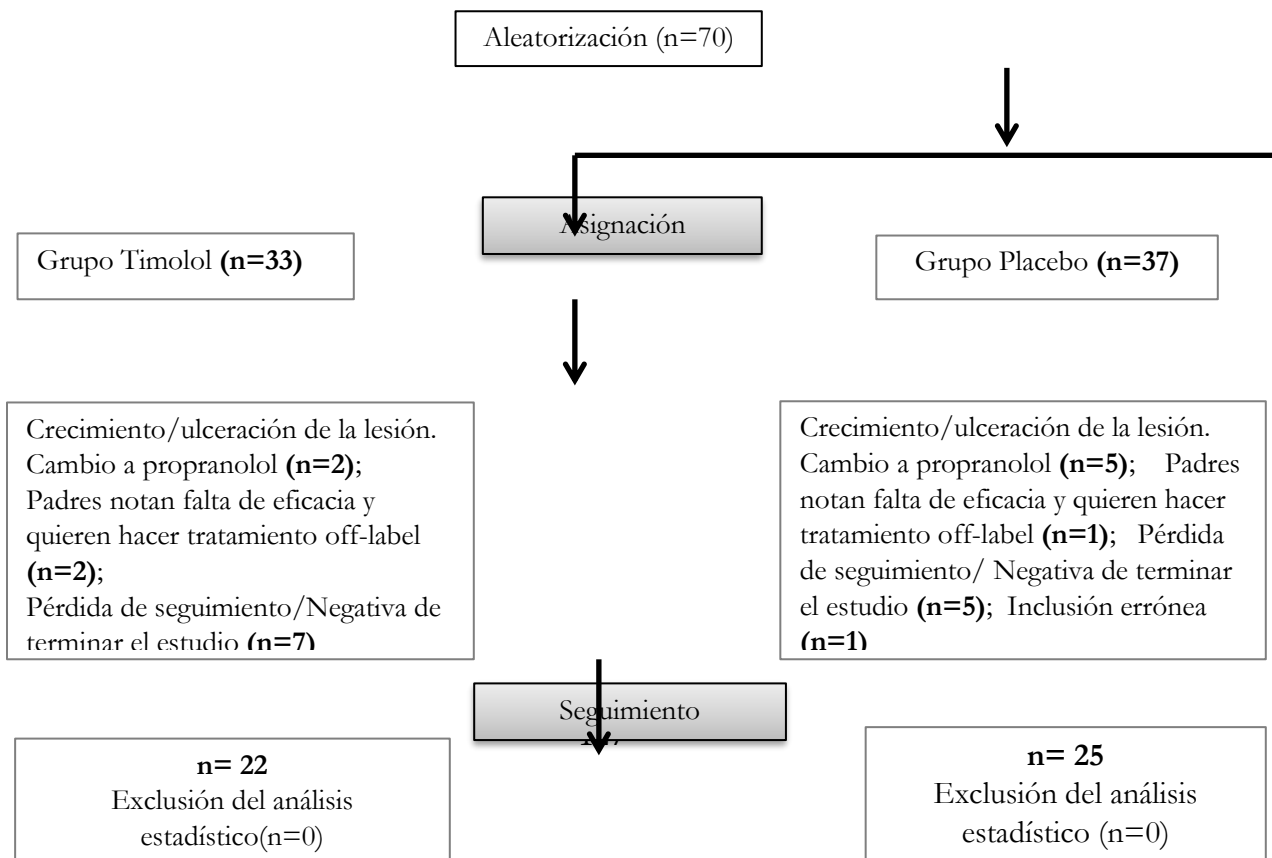 Aleatorización (n=70)
Asignación
Grupo Timolol (n=33)
Grupo Placebo (n=37)
Crecimiento/ulceración de la lesión.
Cambio a propranolol (n=2);
Padres notan falta de eficacia y
quieren hacer tratamiento off-label
(n=2);
Pérdida de seguimiento/Negativa de
terminar el estudio (n=7)
Crecimiento/ulceración de la lesión.
Cambio a propranolol (n=5); Padres
notan falta de eficacia y quieren hacer
tratamiento off-label (n=1); Pérdida
de seguimiento/ Negativa de terminar
el estudio (n=5); Inclusión errónea
(n=1)
Seguimiento
n= 22
Exclusión del análisis
estadístico(n=0)
n= 25
Exclusión del análisis
estadístico (n=0)